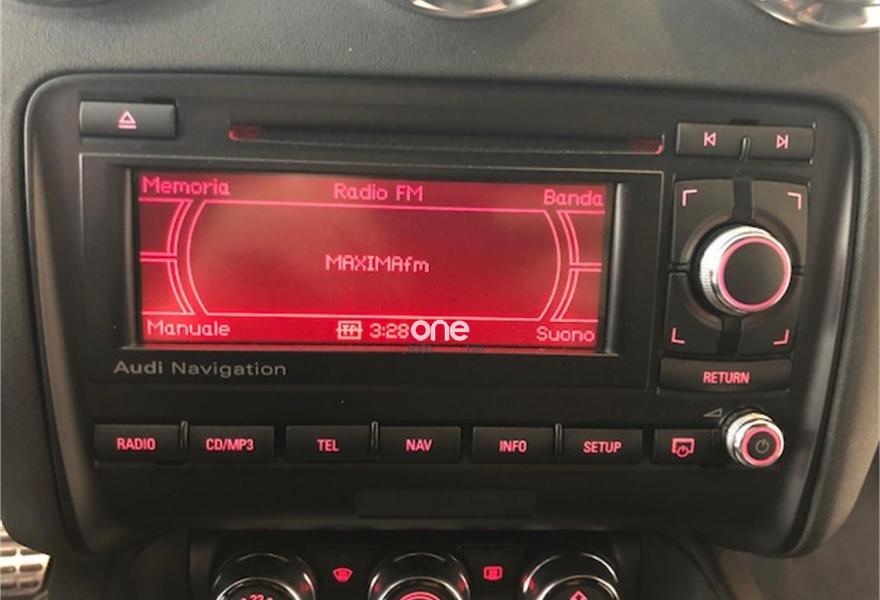 Memoria
Radio FM
Banda
MAXIMAfm
Manuale
TP 3:28
one
Suono
Audi Navigation
RETURN
RADIO
CD/MP3
TEL
NAV
INFO
SETUP